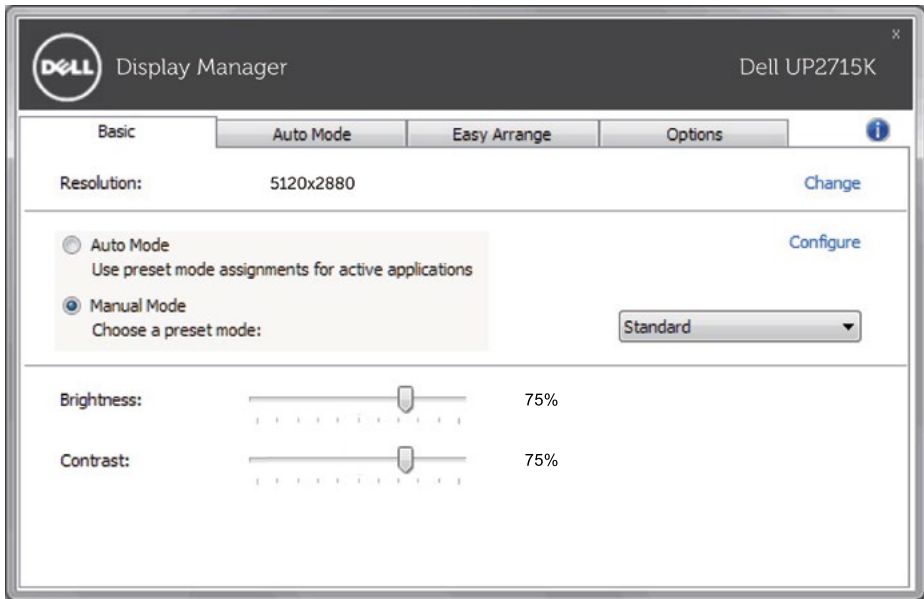 DELL Display Manager Dell UP2715K x
Basic Auto Mode Easy Arrange Options i
Resolution: 5120x2880 Change
Auto Mode Configure
Use preset mode assignments for active applications
Manual Mode
Choose a preset mode: Standard
Brightness: 75%
Contrast: 75%